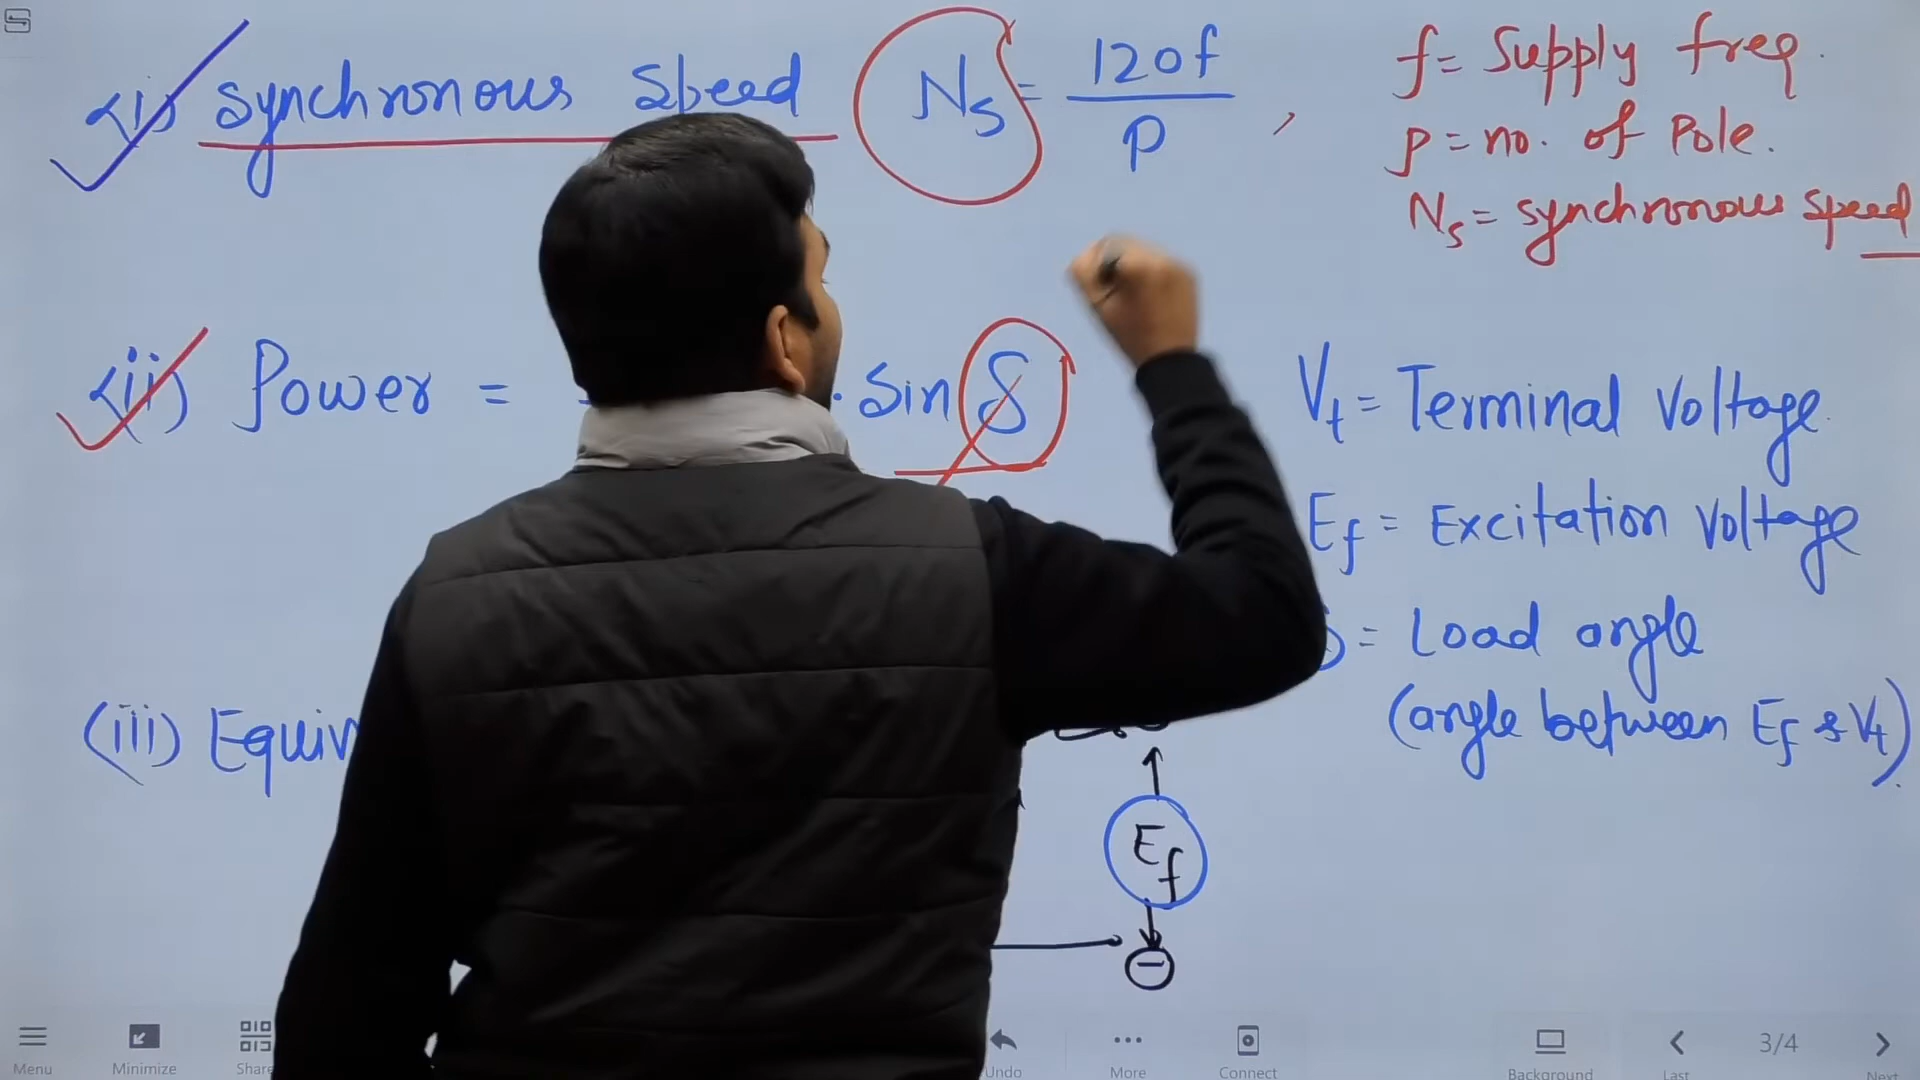 (i) Synchronous Speed Ns = 120f / P ,
f = Supply freq.
P = no. of Pole.
Ns = synchronous speed
(ii) Power = . Sin δ
Vt = Terminal Voltage.
Ef = Excitation Voltage
= Load angle
(angle between Ef & Vt)
(iii) Equiv
Ef
−
Menu Minimize Share Undo More Connect Background Last 3/4 Next